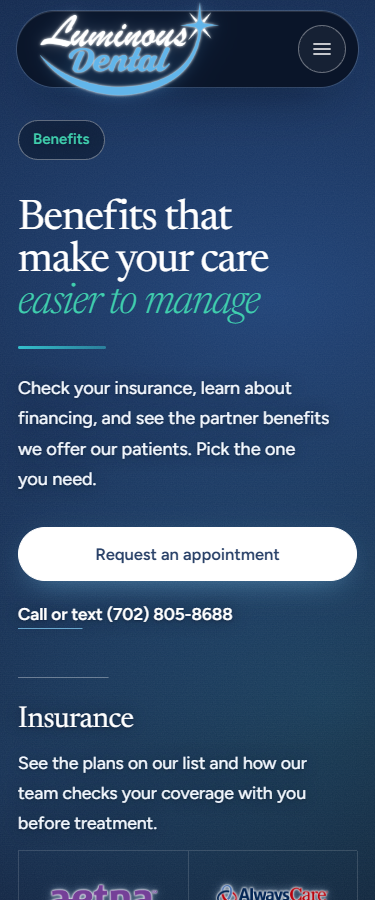 Luminous
Dental
Benefits
Benefits that
make your care
easier to manage
Check your insurance, learn about
financing, and see the partner benefits
we offer our patients. Pick the one
you need.
Request an appointment
Call or text (702) 805-8688
Insurance
See the plans on our list and how our
team checks your coverage with you
before treatment.
aetna AlwaysCare